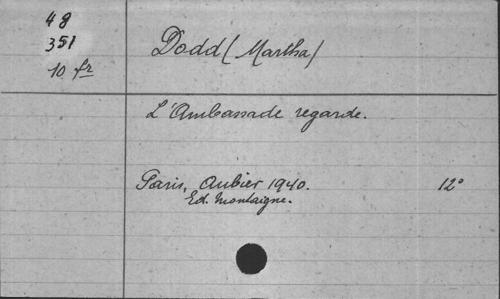 48
351
10 fr
Dodd (Martha)
L'Ambassade regarde.
Paris, Aubier 1940. 12°
Ed. Montaigne.